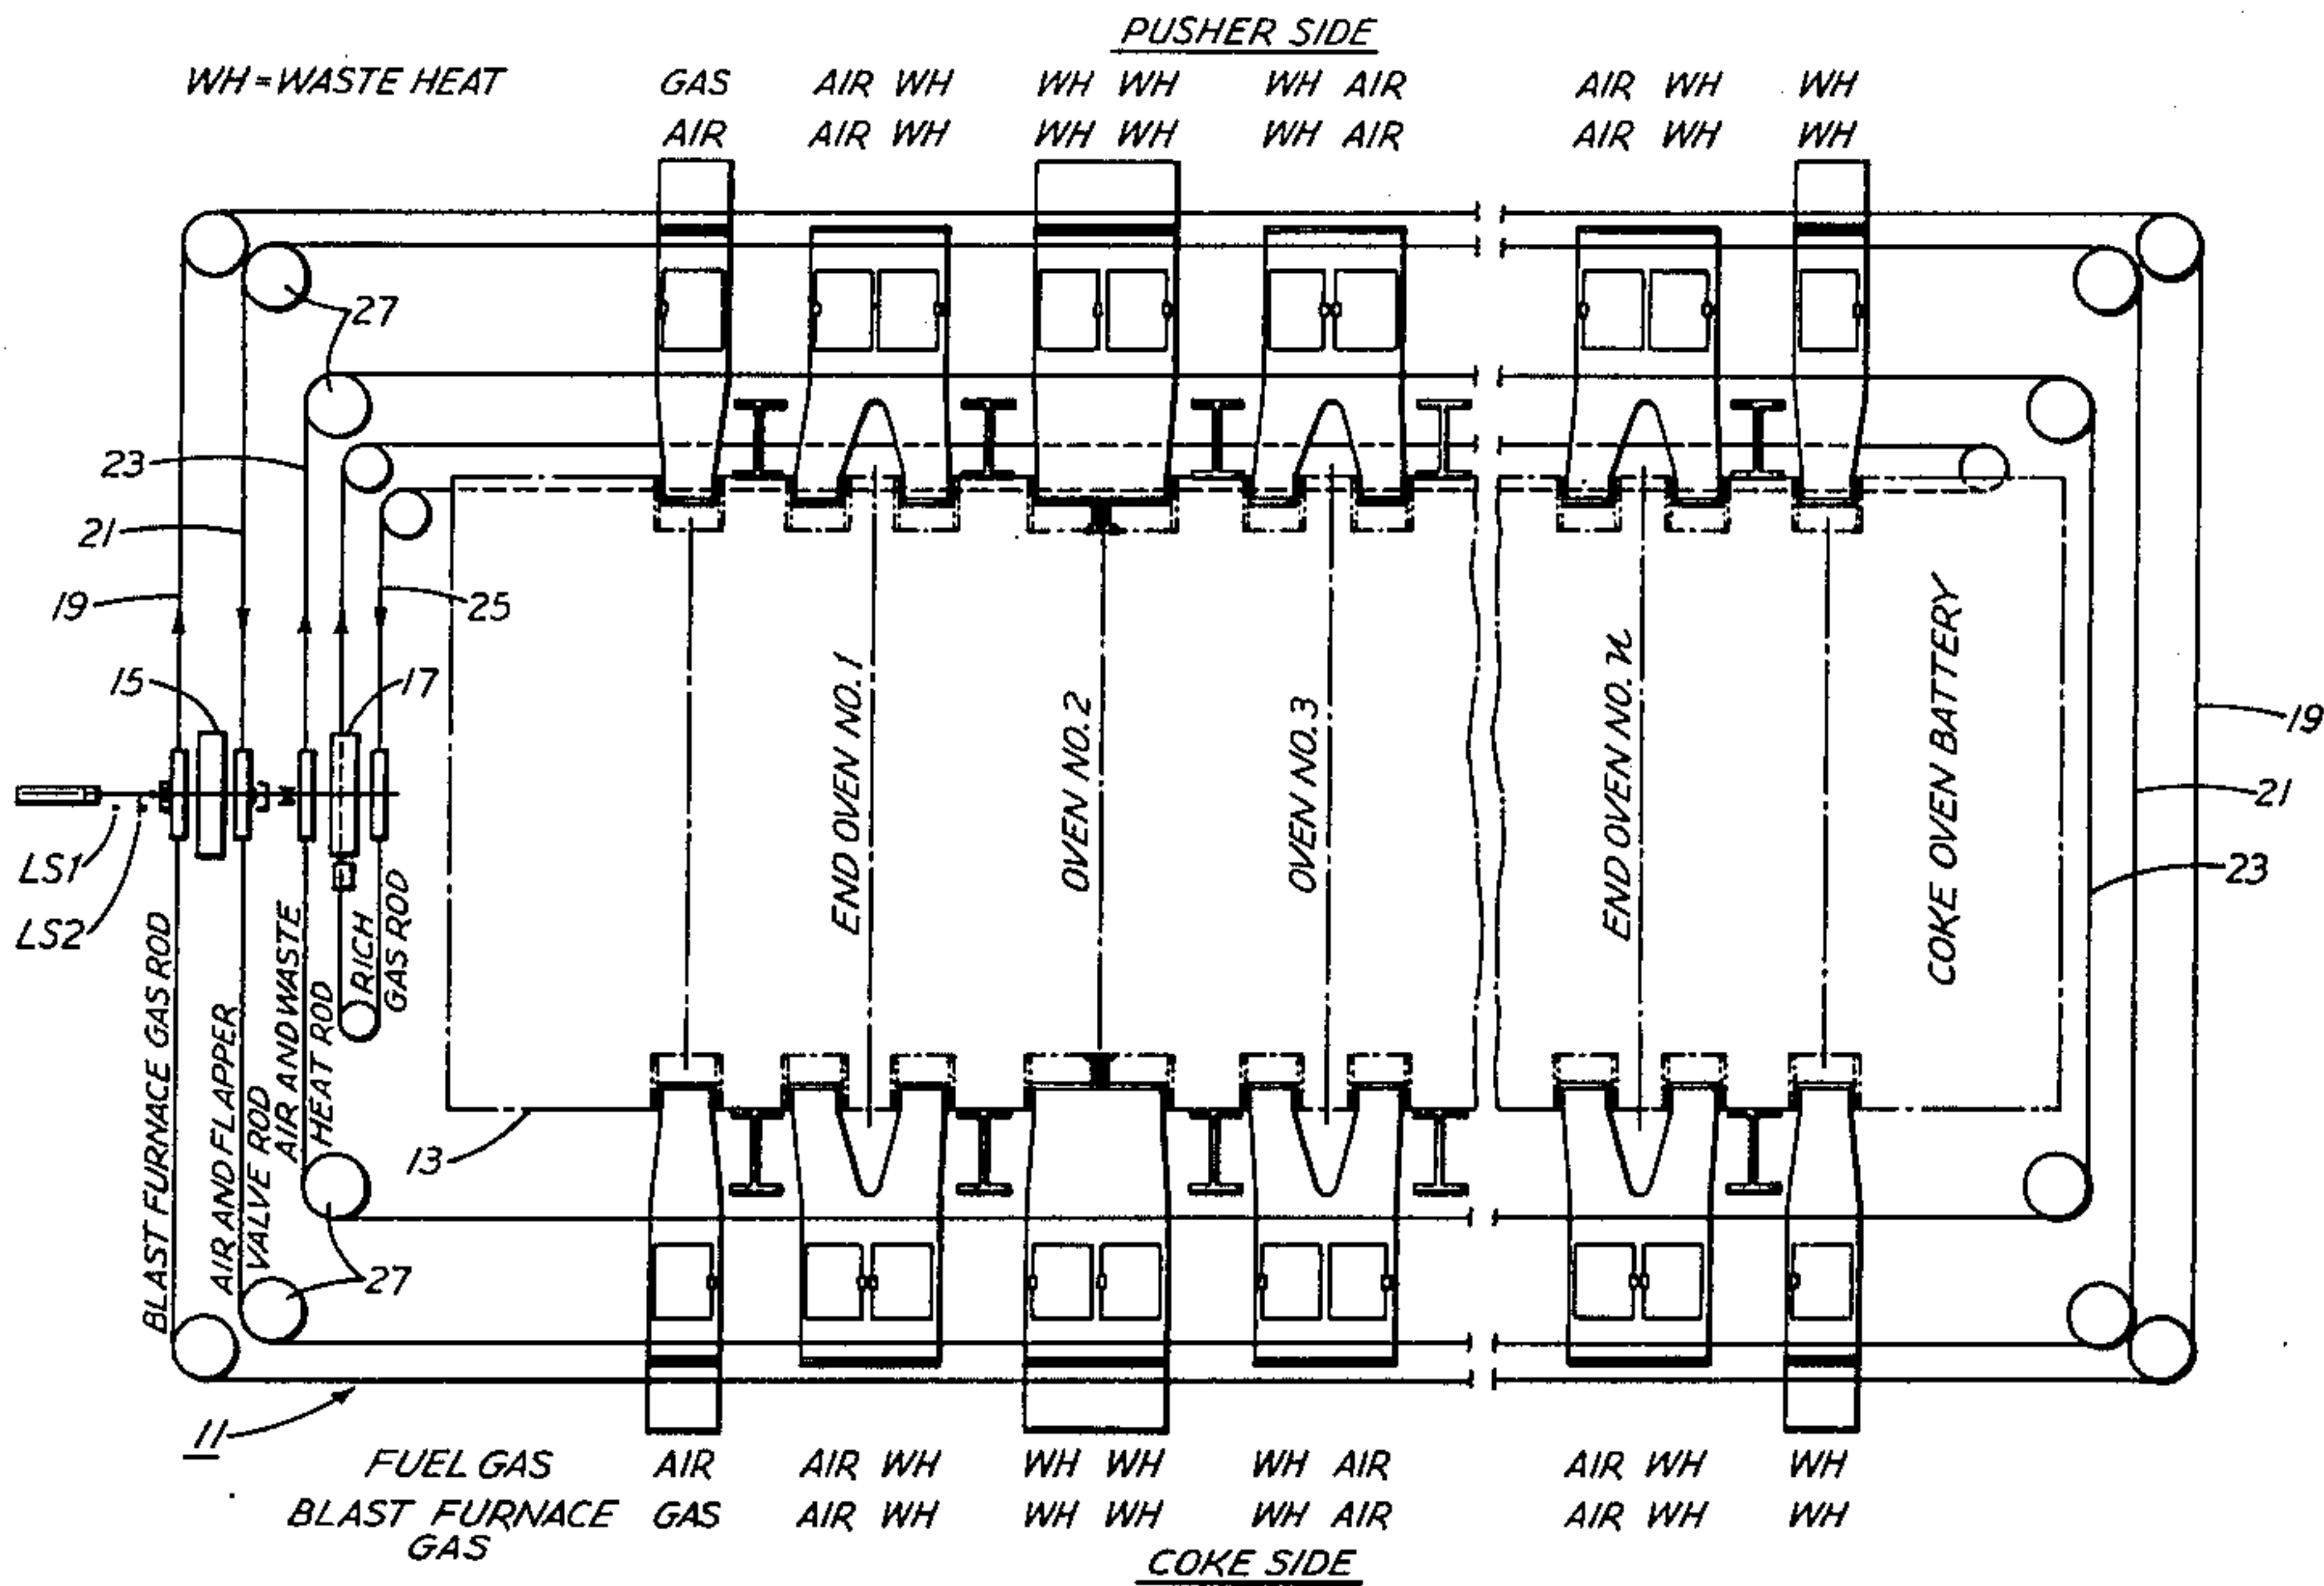 PUSHER SIDE
WH = WASTE HEAT
GAS AIR WH WH WH WH AIR AIR WH WH
AIR AIR WH WH WH WH AIR AIR WH WH
27
23
21
19
25
15
17
19
21
23
LS1
LS2
13
27
11
BLAST FURNACE GAS ROD
AIR AND FLAPPER
VALVE ROD
AIR AND WASTE
HEAT ROD
RICH
GAS ROD
END OVEN NO. 1
OVEN NO. 2
OVEN NO. 3
END OVEN NO. n
COKE OVEN BATTERY
FUEL GAS AIR AIR WH WH WH WH AIR AIR WH WH
BLAST FURNACE GAS AIR WH WH WH WH AIR AIR WH WH
GAS
COKE SIDE